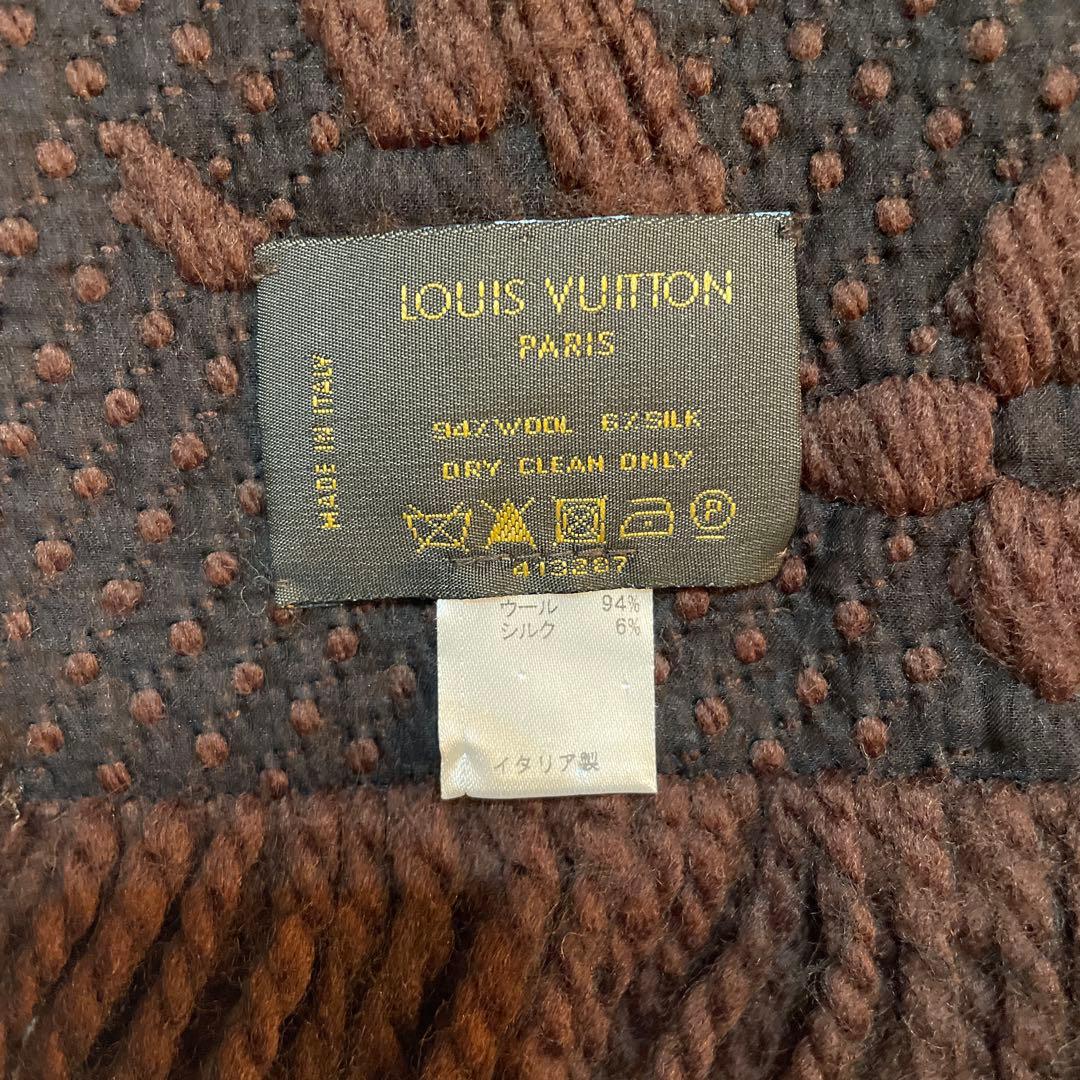 LOUIS VUITTON
PARIS
MADE IN ITALY
94% WOOL 6% SILK
DRY CLEAN ONLY
P
413287
ウール 94%
シルク 6%
イタリア製